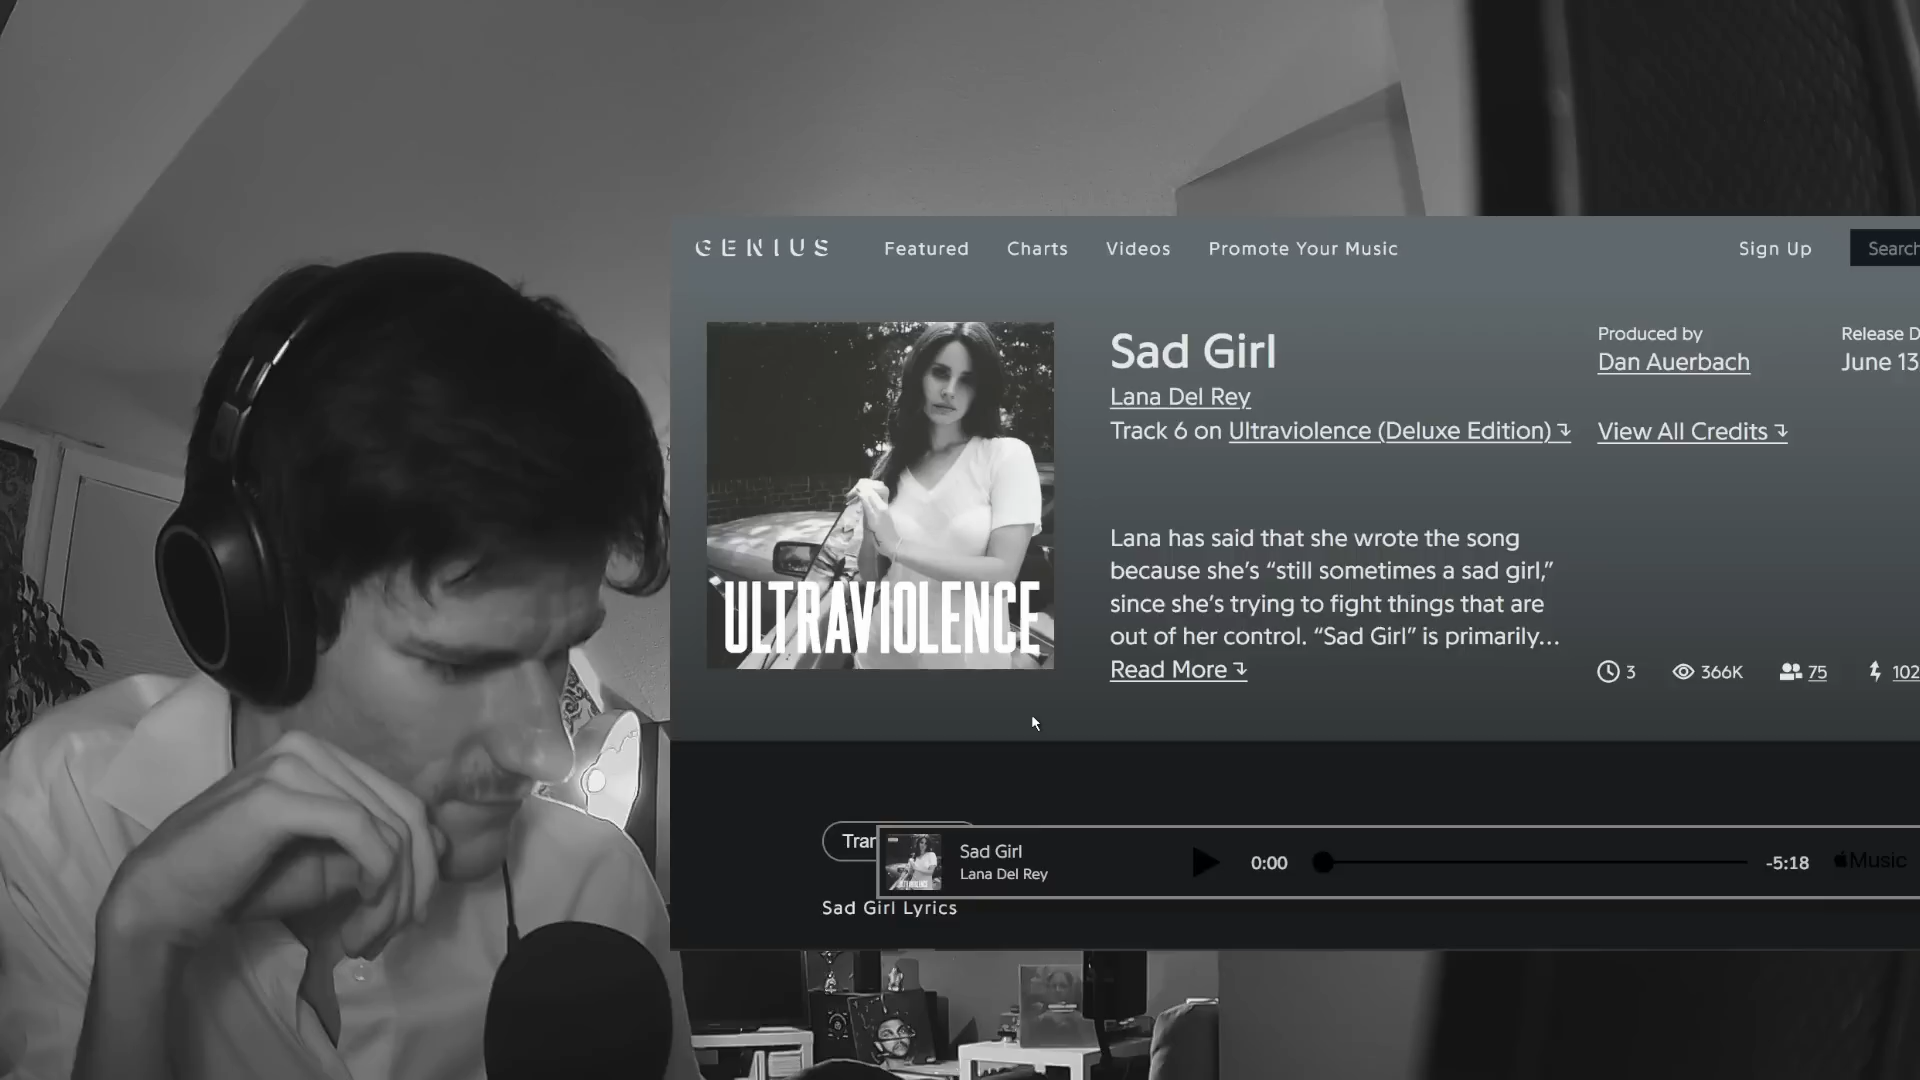 GENIUS
Featured
Charts
Videos
Promote Your Music
Sign Up
Search
Sad Girl
Lana Del Rey
Track 6 on Ultraviolence (Deluxe Edition)
Produced by
Dan Auerbach
View All Credits
Release D
June 13
Lana has said that she wrote the song
because she's “still sometimes a sad girl,”
since she's trying to fight things that are
out of her control. “Sad Girl” is primarily...
Read More
3
366K
75
102
ULTRAVIOLENCE
Tran
Sad Girl
Lana Del Rey
0:00
-5:18
Music
Sad Girl Lyrics